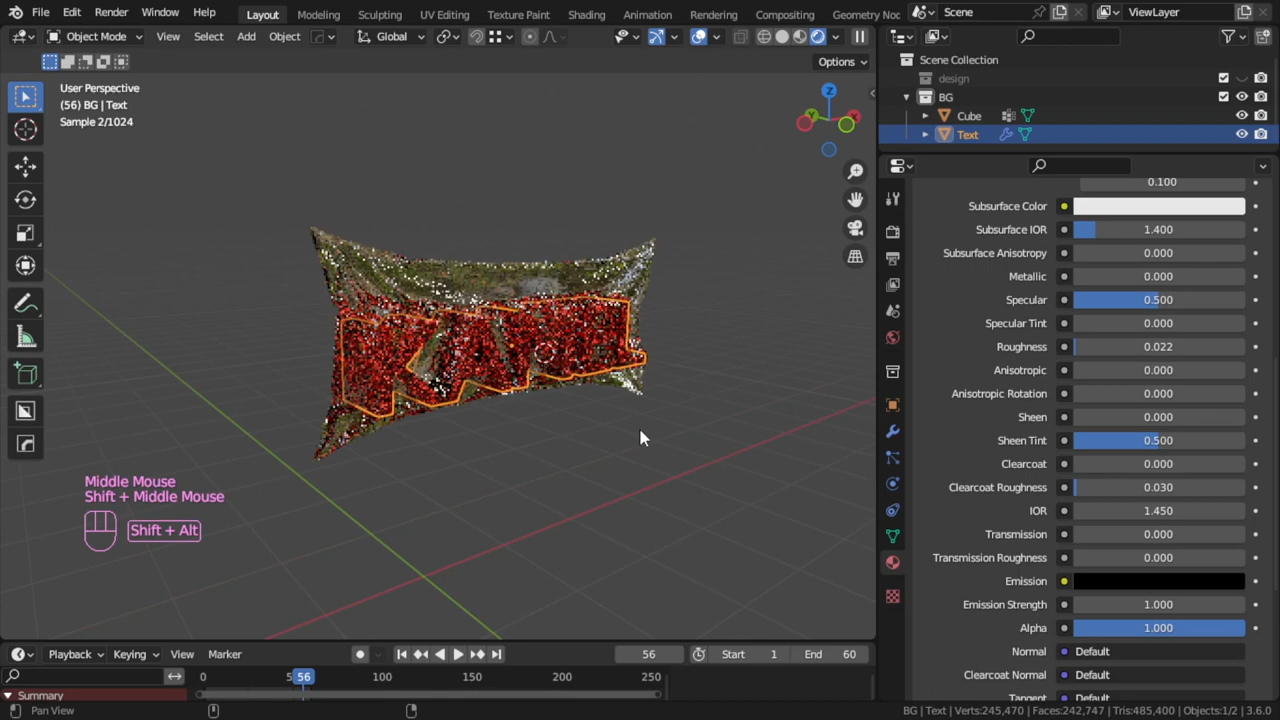 File Edit Render Window Help Layout Modeling Sculpting UV Editing Texture Paint Shading Animation Rendering Compositing Geometry Noc Scene ViewLayer
Object Mode View Select Add Object Global
Options
User Perspective
(56) BG | Text
Sample 2/1024
Z
Y
Scene Collection
design
BG
Cube
Text
0.100
Subsurface Color
Subsurface IOR 1.400
Subsurface Anisotropy 0.000
Metallic 0.000
Specular 0.500
Specular Tint 0.000
Roughness 0.022
Anisotropic 0.000
Anisotropic Rotation 0.000
Sheen 0.000
Sheen Tint 0.500
Clearcoat 0.000
Clearcoat Roughness 0.030
IOR 1.450
Transmission 0.000
Transmission Roughness 0.000
Emission
Emission Strength 1.000
Alpha 1.000
Normal Default
Clearcoat Normal Default
Tangent Default
Middle Mouse
Shift + Middle Mouse
Shift + Alt
Playback Keying View Marker 56 Start 1 End 60
0 5 56 100 150 200 250
Summary
Pan View
BG | Text | Verts:245,470 | Faces:242,747 | Tris:485,400 | Objects:1/2 | 3.6.0